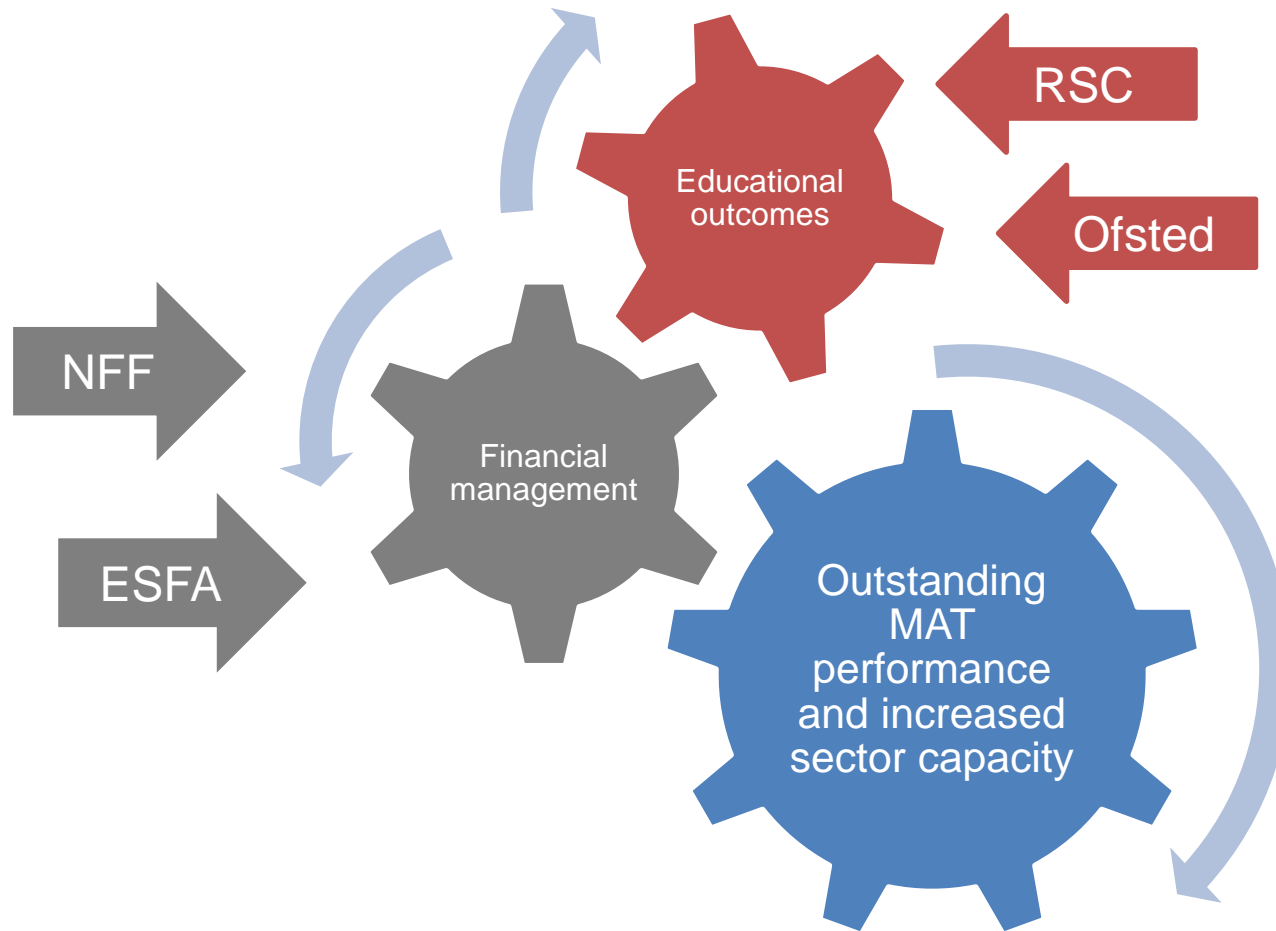 RSC
Educational
outcomes
Ofsted
NFF
Financial
management
ESFA
Outstanding
MAT
performance
and increased
sector capacity